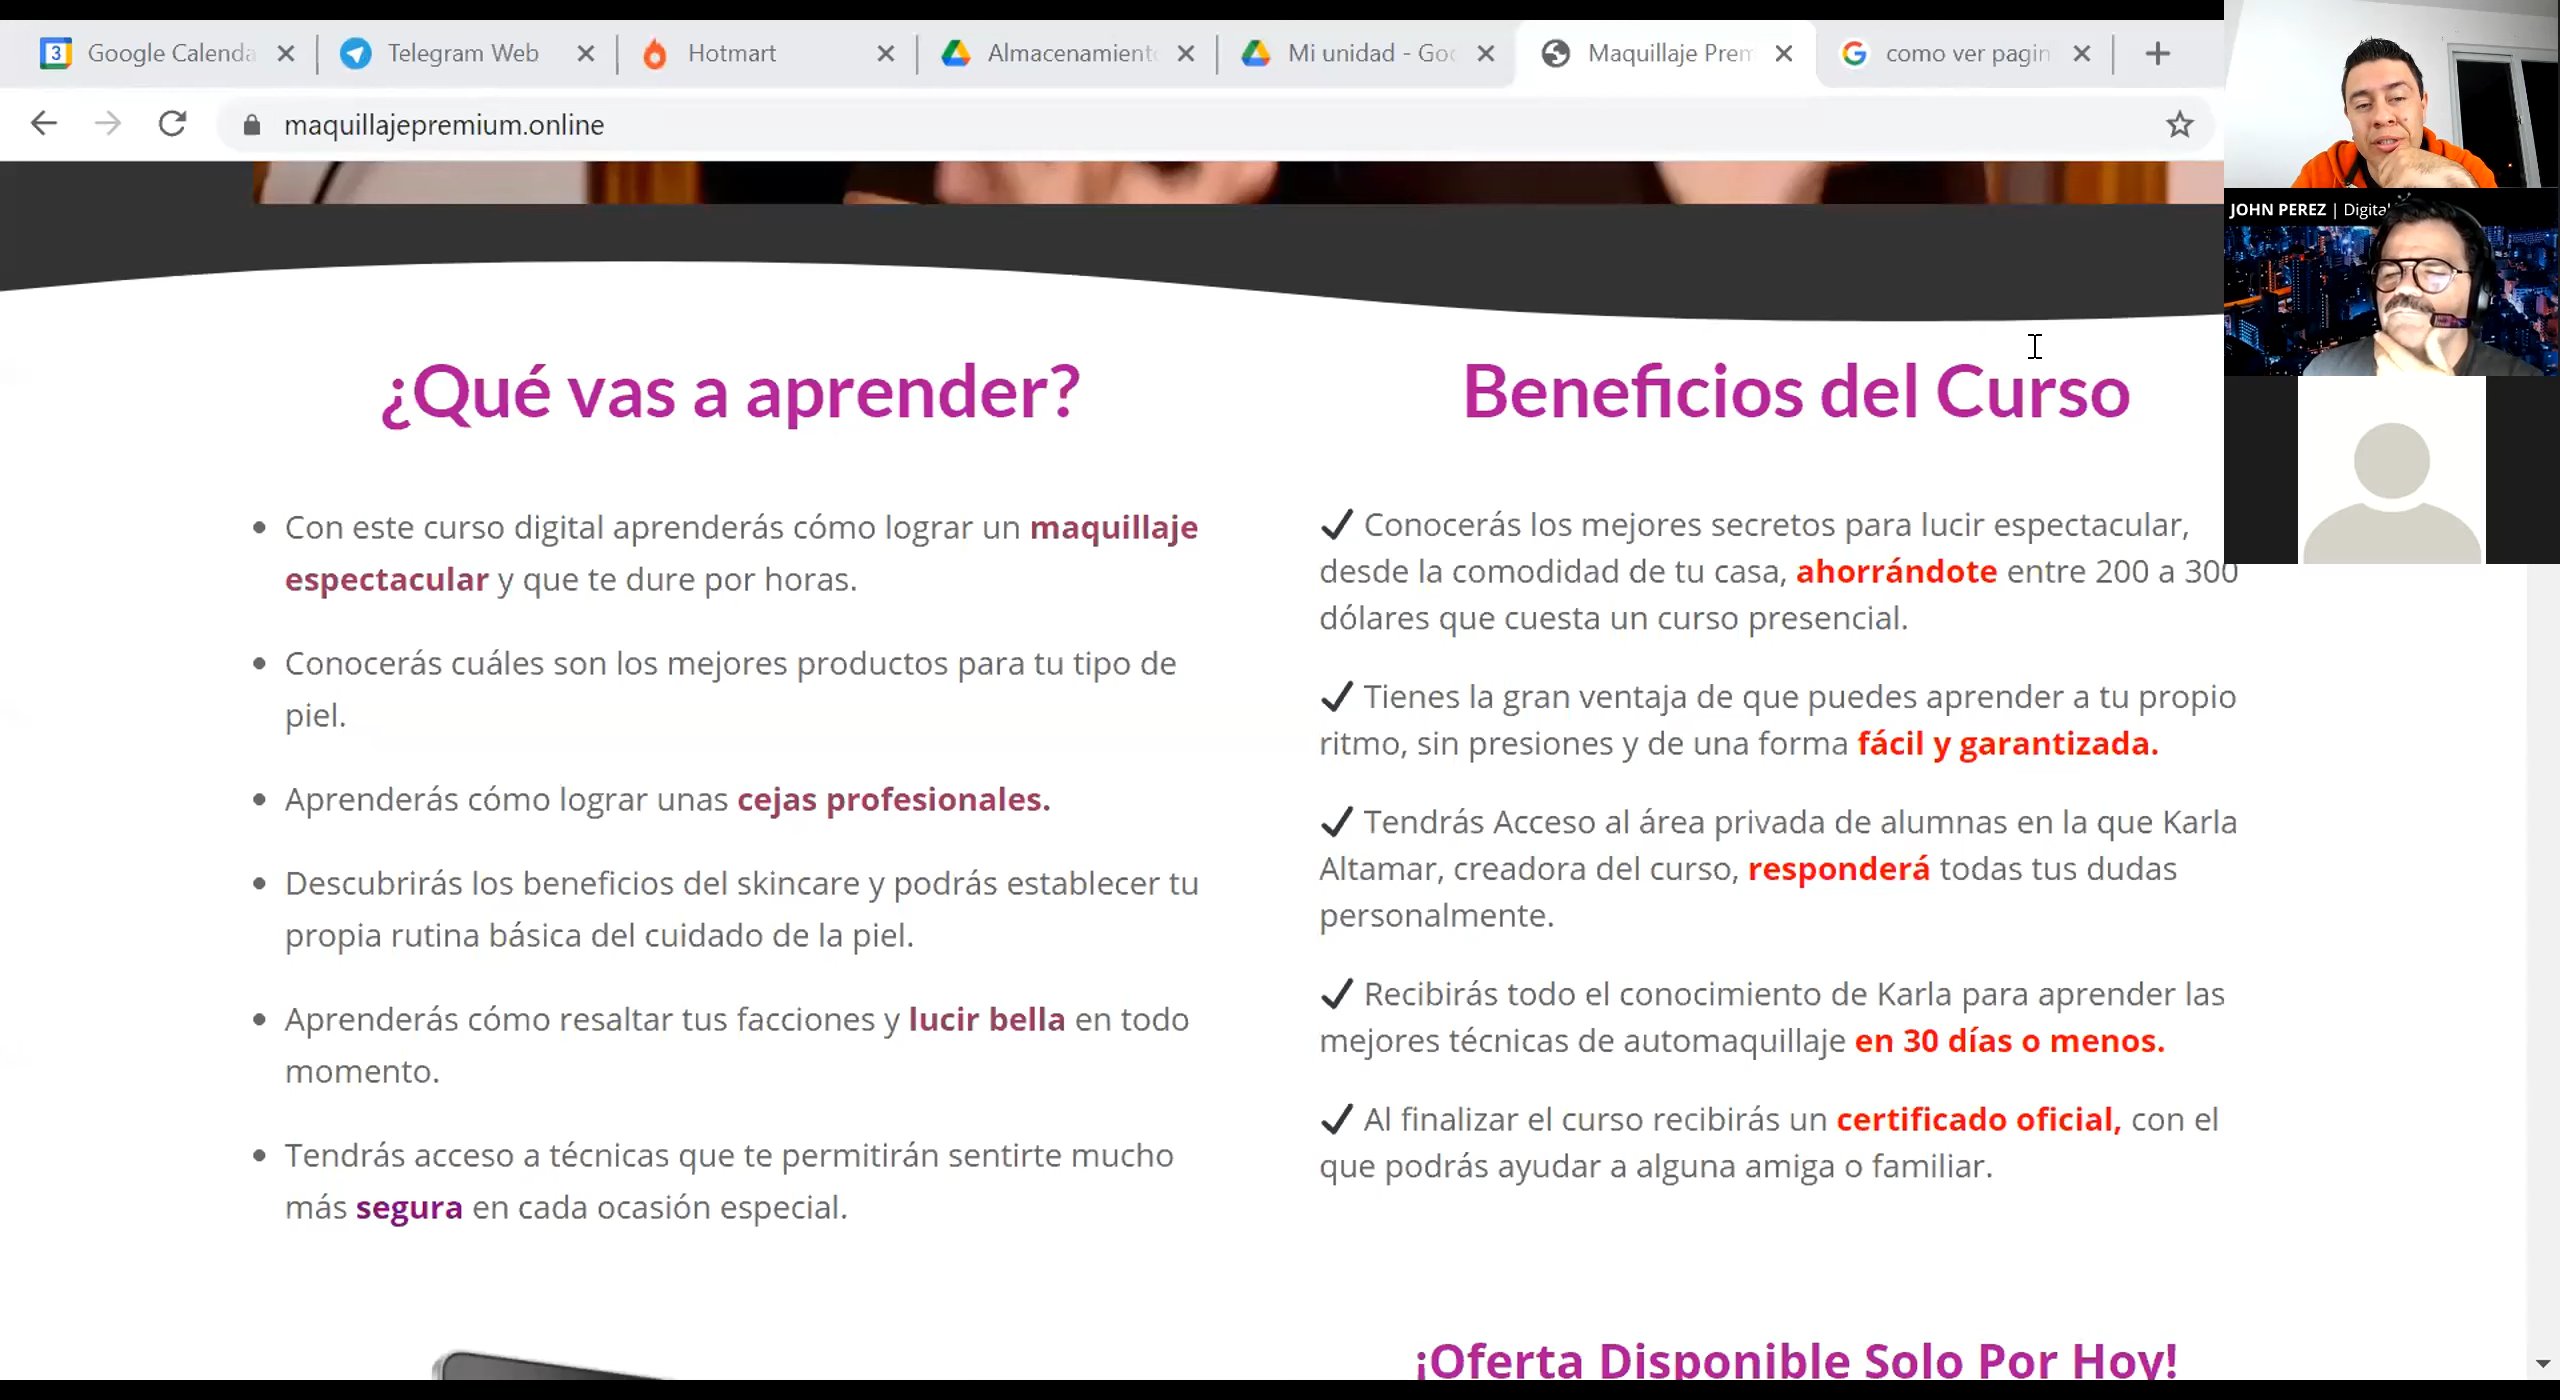 3 Google Calenda
Telegram Web
Hotmart
Almacenamiento
Mi unidad - Goo
Maquillaje Prem
como ver pagin
maquillajepremium.online
JOHN PEREZ | Digital
¿Qué vas a aprender?
Con este curso digital aprenderás cómo lograr un maquillaje
espectacular y que te dure por horas.
Conocerás cuáles son los mejores productos para tu tipo de
piel.
Aprenderás cómo lograr unas cejas profesionales.
Descubrirás los beneficios del skincare y podrás establecer tu
propia rutina básica del cuidado de la piel.
Aprenderás cómo resaltar tus facciones y lucir bella en todo
momento.
Tendrás acceso a técnicas que te permitirán sentirte mucho
más segura en cada ocasión especial.
Beneficios del Curso
✓ Conocerás los mejores secretos para lucir espectacular,
desde la comodidad de tu casa, ahorrándote entre 200 a 300
dólares que cuesta un curso presencial.
✓ Tienes la gran ventaja de que puedes aprender a tu propio
ritmo, sin presiones y de una forma fácil y garantizada.
✓ Tendrás Acceso al área privada de alumnas en la que Karla
Altamar, creadora del curso, responderá todas tus dudas
personalmente.
✓ Recibirás todo el conocimiento de Karla para aprender las
mejores técnicas de automaquillaje en 30 días o menos.
✓ Al finalizar el curso recibirás un certificado oficial, con el
que podrás ayudar a alguna amiga o familiar.
¡Oferta Disponible Solo Por Hoy!